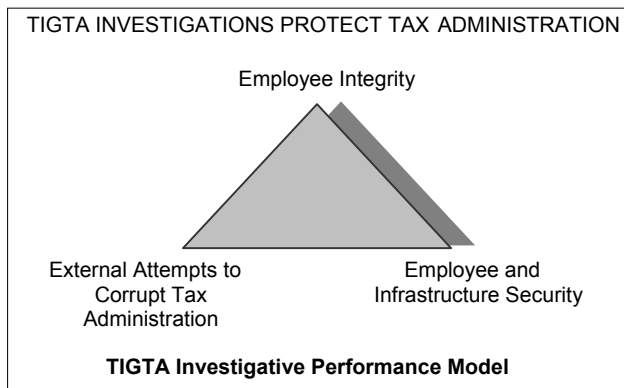 TIGTA INVESTIGATIONS PROTECT TAX ADMINISTRATION
Employee Integrity
External Attempts to
Corrupt Tax
Administration
Employee and
Infrastructure Security
TIGTA Investigative Performance Model